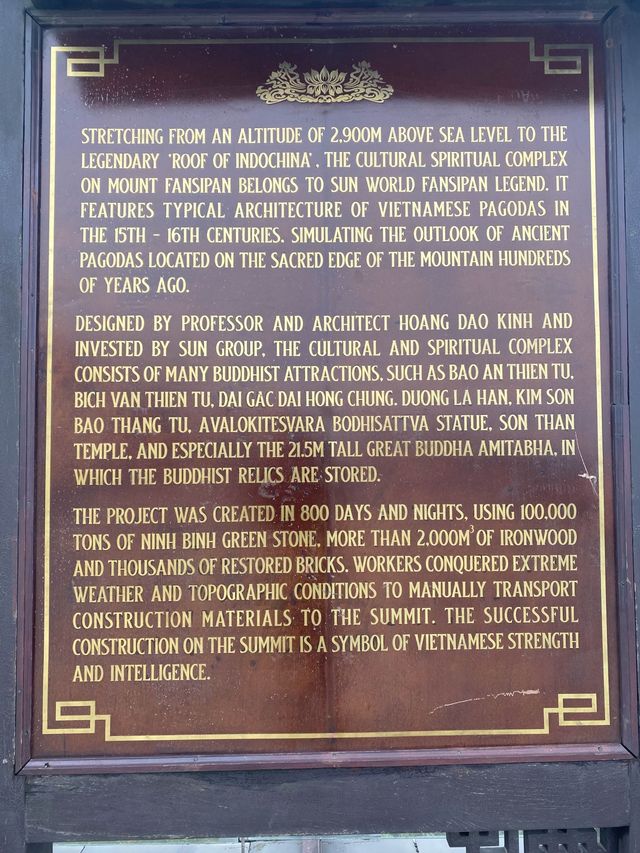 STRETCHING FROM AN ALTITUDE OF 2,900M ABOVE SEA LEVEL TO THE
LEGENDARY "ROOF OF INDOCHINA", THE CULTURAL SPIRITUAL COMPLEX
ON MOUNT FANSIPAN BELONGS TO SUN WORLD FANSIPAN LEGEND. IT
FEATURES TYPICAL ARCHITECTURE OF VIETNAMESE PAGODAS IN
THE 15TH - 16TH CENTURIES. SIMULATING THE OUTLOOK OF ANCIENT
PAGODAS LOCATED ON THE SACRED EDGE OF THE MOUNTAIN HUNDREDS
OF YEARS AGO.
DESIGNED BY PROFESSOR AND ARCHITECT HOANG DAO KINH AND
INVESTED BY SUN GROUP, THE CULTURAL AND SPIRITUAL COMPLEX
CONSISTS OF MANY BUDDHIST ATTRACTIONS, SUCH AS BAO AN THIEN TU,
BICH VAN THIEN TU, DAI GAC DAI HONG CHUNG. DUONG LA HAN, KIM SON
BAO THANG TU, AVALOKITESVARA BODHISATTVA STATUE, SON THAN
TEMPLE, AND ESPECIALLY THE 21.5M TALL GREAT BUDDHA AMITABHA, IN
WHICH THE BUDDHIST RELICS ARE STORED.
THE PROJECT WAS CREATED IN 800 DAYS AND NIGHTS, USING 100.000
TONS OF NINH BINH GREEN STONE, MORE THAN 2.000M³ OF IRONWOOD
AND THOUSANDS OF RESTORED BRICKS. WORKERS CONQUERED EXTREME
WEATHER AND TOPOGRAPHIC CONDITIONS TO MANUALLY TRANSPORT
CONSTRUCTION MATERIALS TO THE SUMMIT. THE SUCCESSFUL
CONSTRUCTION ON THE SUMMIT IS A SYMBOL OF VIETNAMESE STRENGTH
AND INTELLIGENCE.